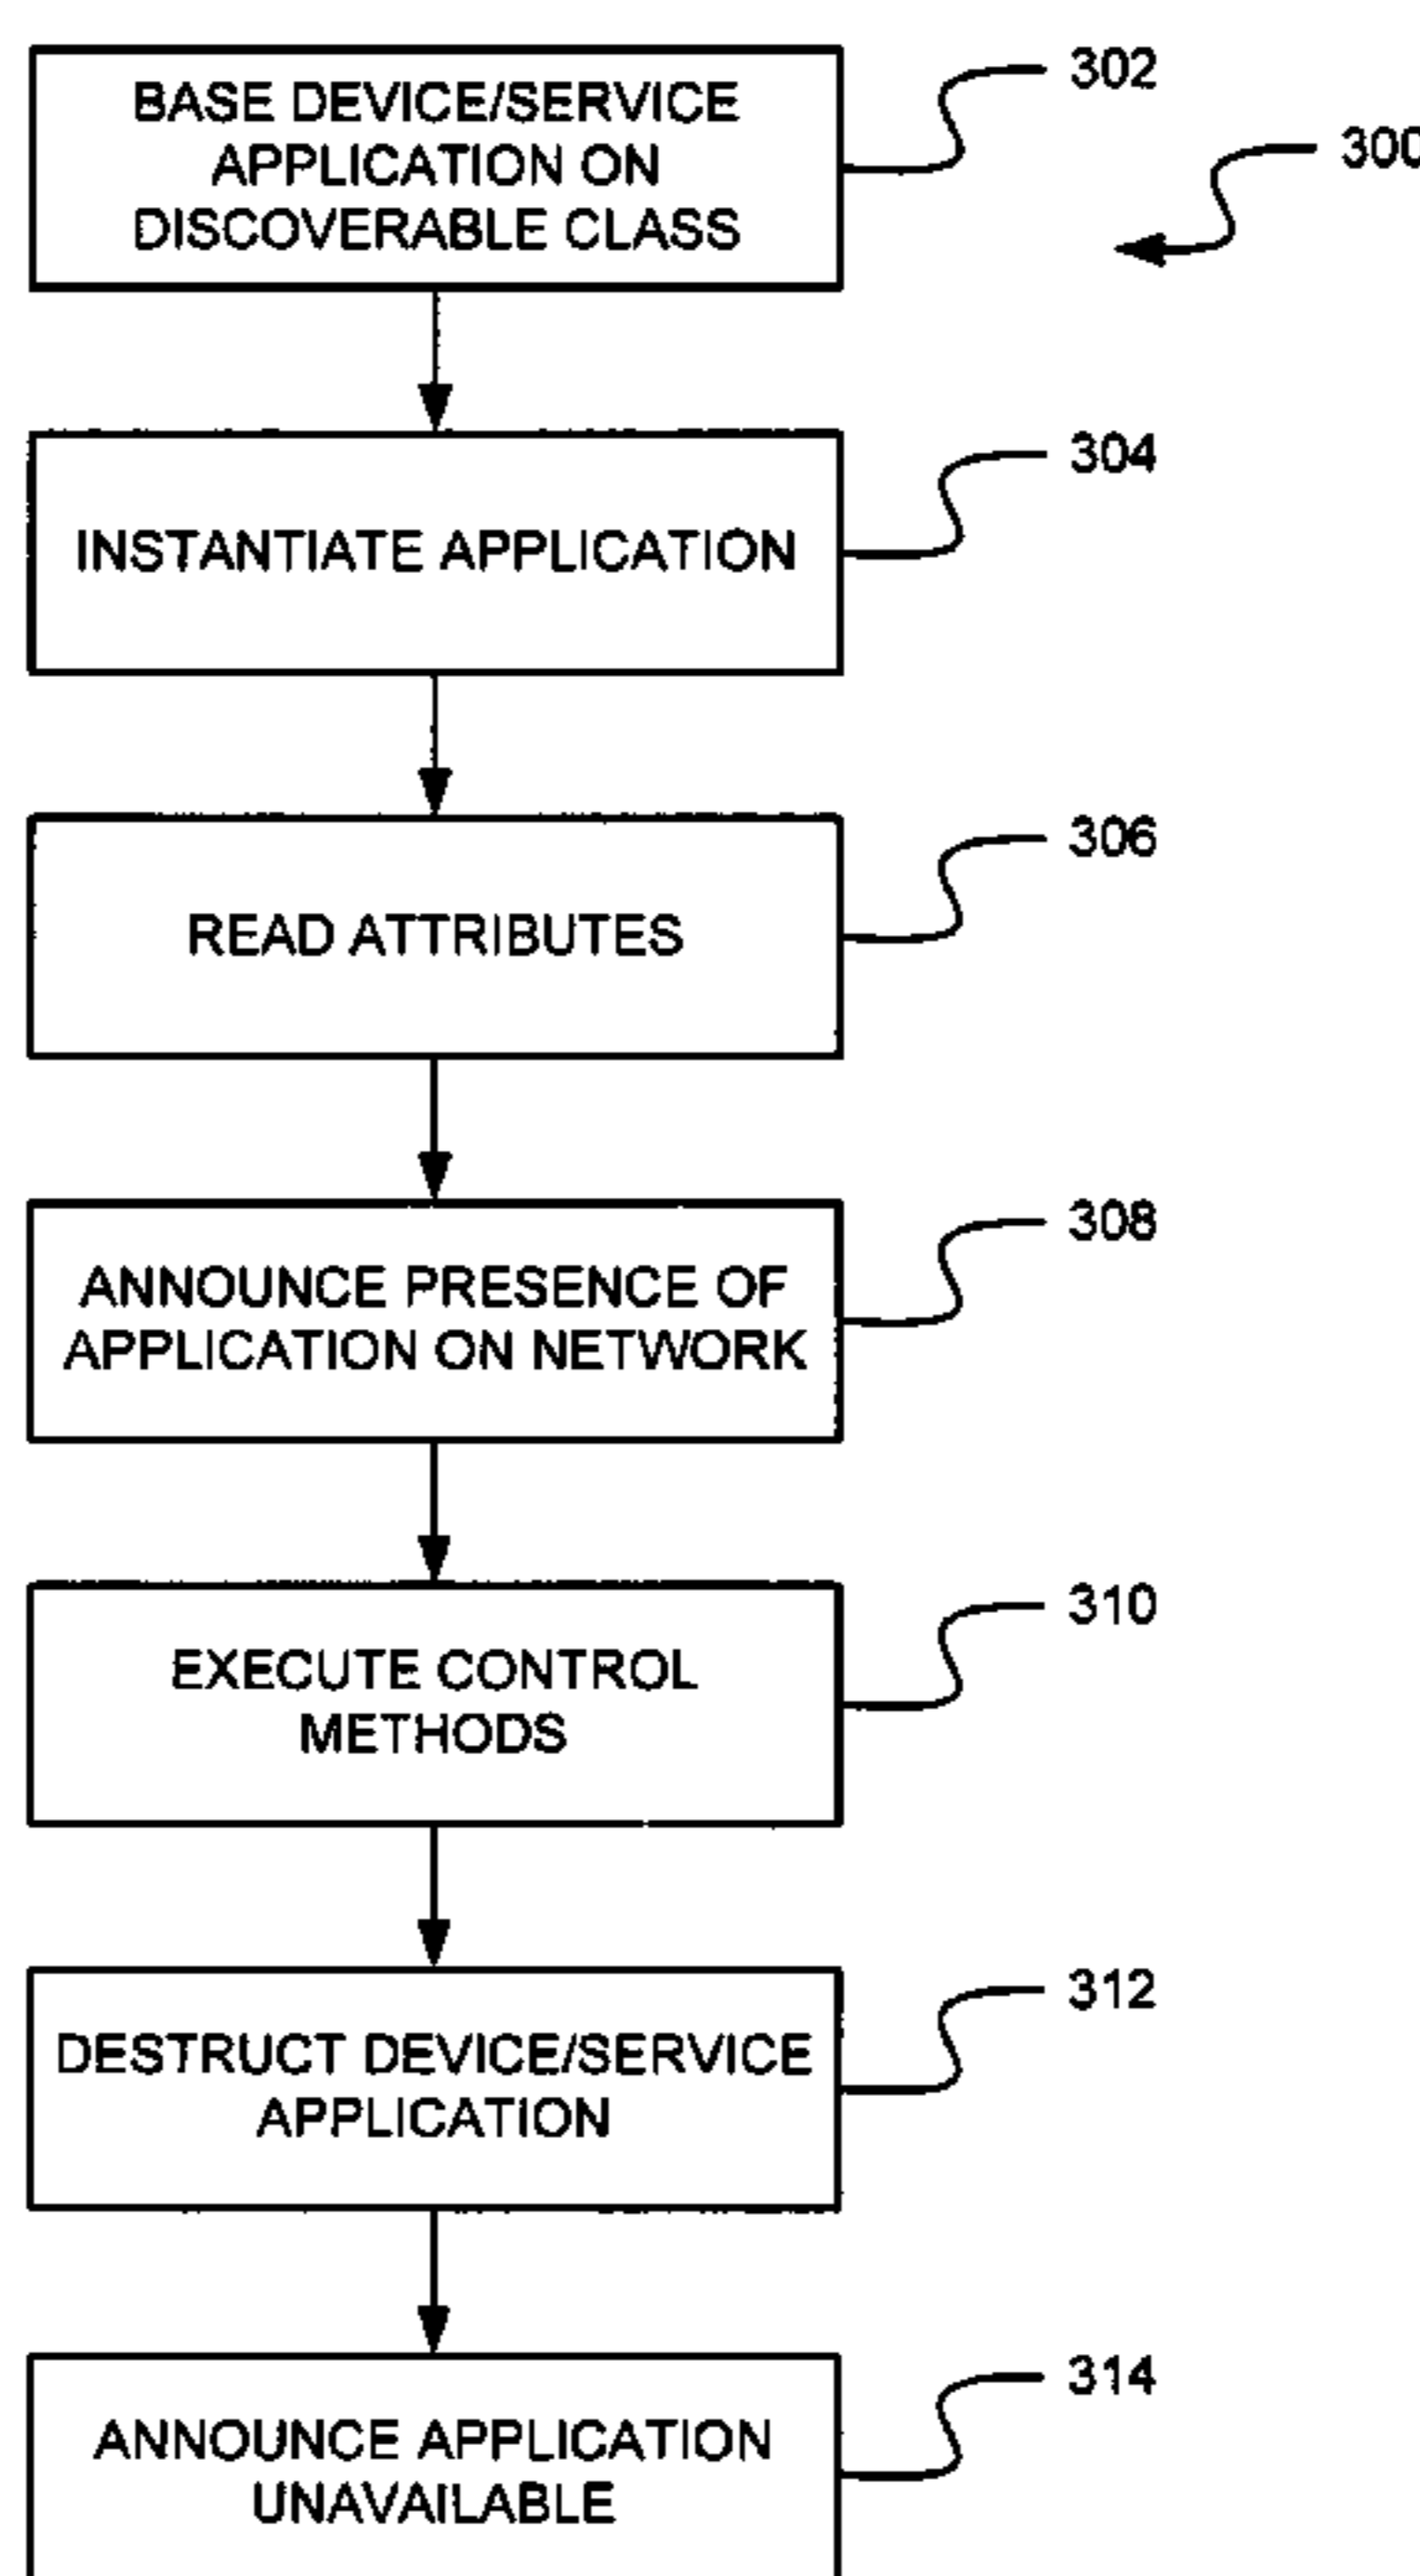 BASE DEVICE/SERVICE
APPLICATION ON
DISCOVERABLE CLASS
302
300
INSTANTIATE APPLICATION
304
READ ATTRIBUTES
306
ANNOUNCE PRESENCE OF
APPLICATION ON NETWORK
308
EXECUTE CONTROL
METHODS
310
DESTRUCT DEVICE/SERVICE
APPLICATION
312
ANNOUNCE APPLICATION
UNAVAILABLE
314